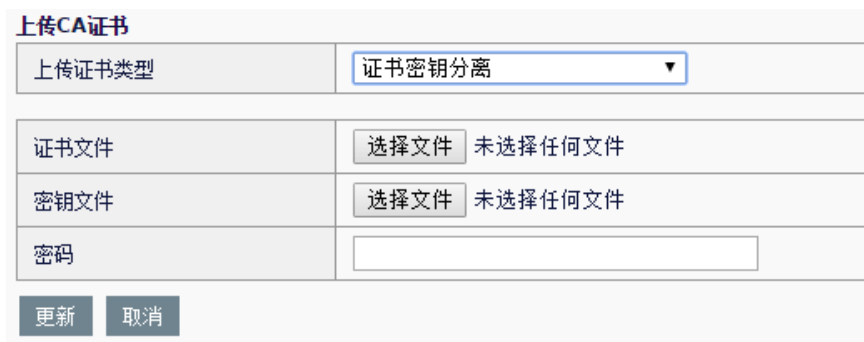 上传CA证书
上传证书类型 证书密钥分离
证书文件 选择文件 未选择任何文件
密钥文件 选择文件 未选择任何文件
密码
更新 取消